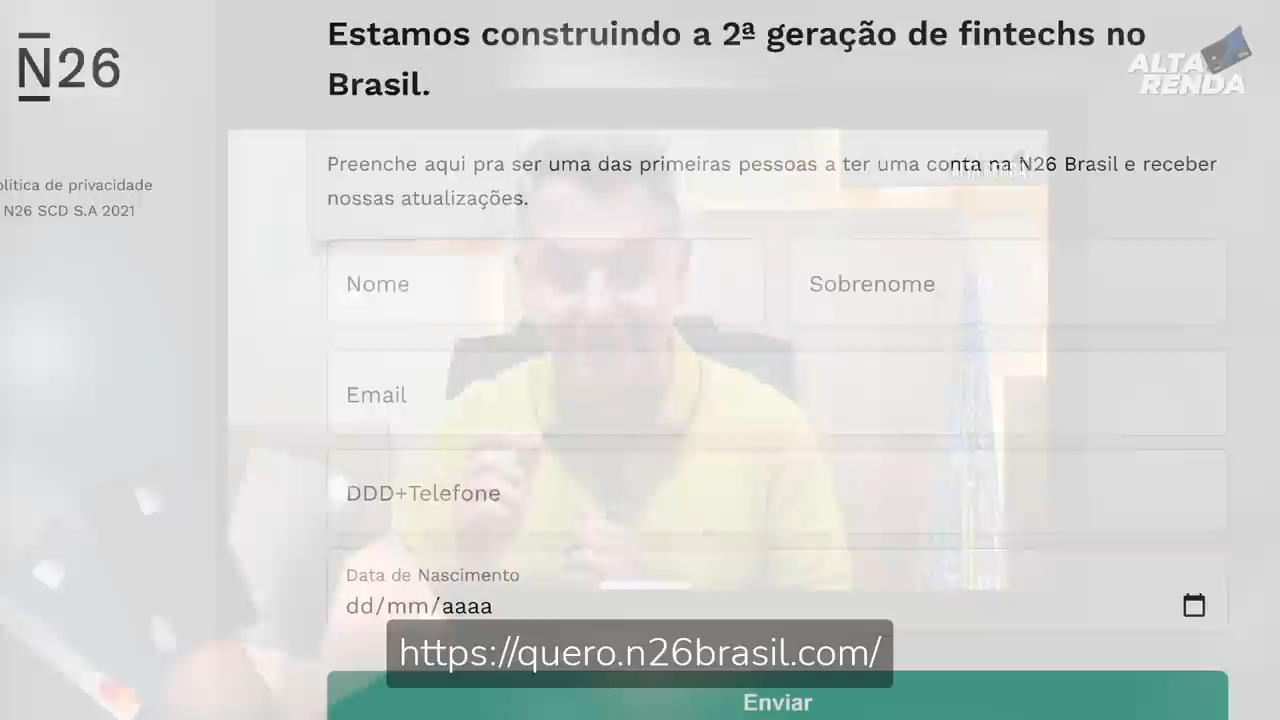 N26
Estamos construindo a 2ª geração de fintechs no
Brasil.
ALTA
RENDA
Preenche aqui pra ser uma das primeiras pessoas a ter uma conta na N26 Brasil e receber
nossas atualizações.
olítica de privacidade
N26 SCD S.A 2021
Nome
Sobrenome
Email
DDD+Telefone
Data de Nascimento
dd/mm/aaaa
https://quero.n26brasil.com/
Enviar